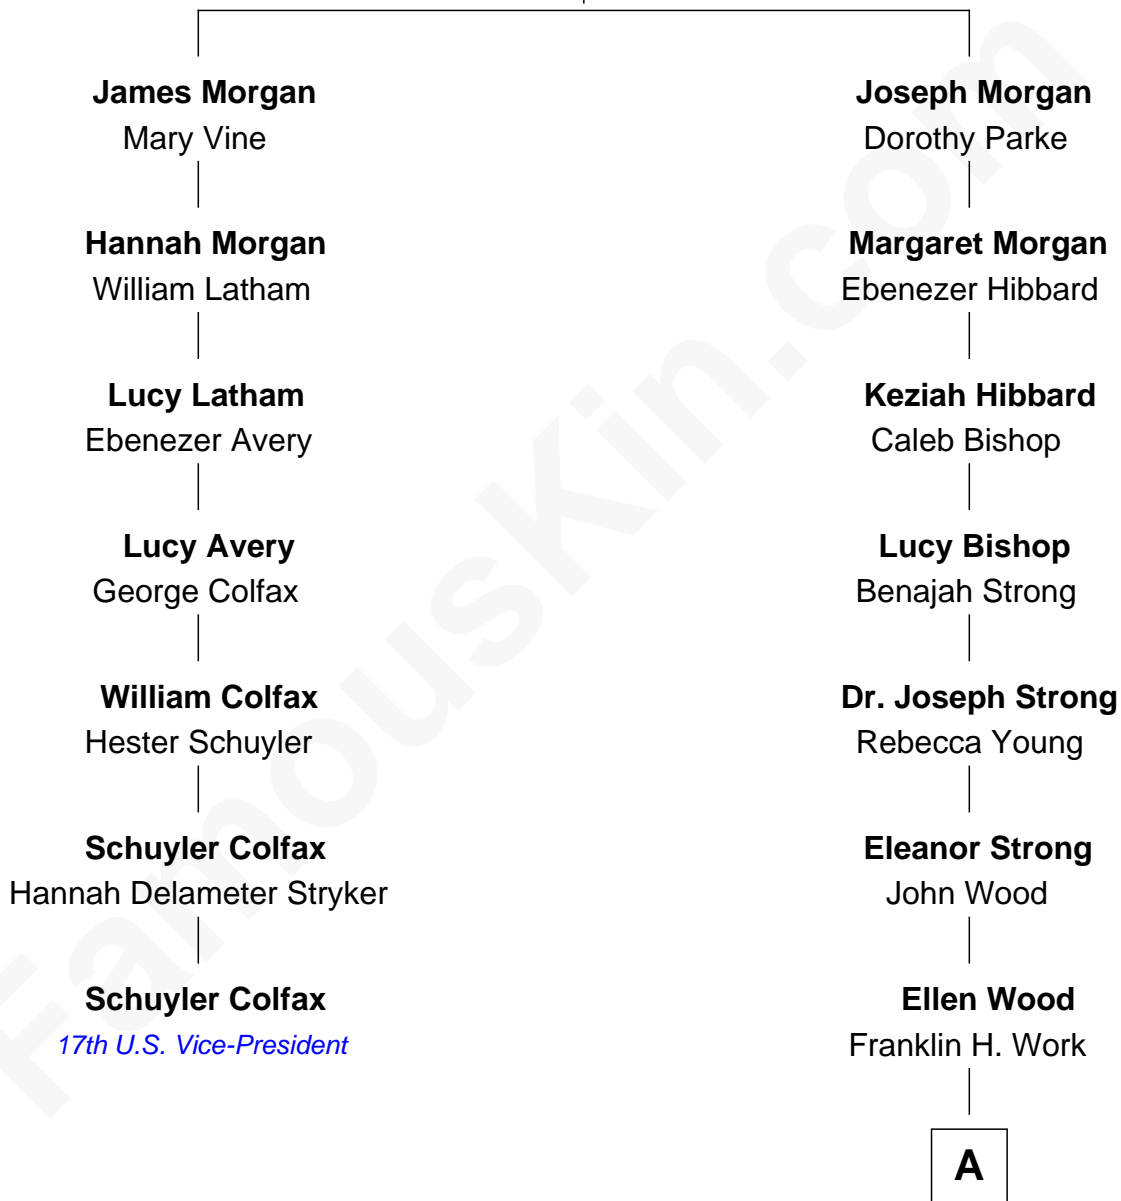 James Morgan
Mary Vine
Hannah Morgan
William Latham
Lucy Latham
Ebenezer Avery
Lucy Avery
George Colfax
William Colfax
Hester Schuyler
Schuyler Colfax
Hannah Delameter Stryker
Schuyler Colfax
17th U.S. Vice-President
Joseph Morgan
Dorothy Parke
Margaret Morgan
Ebenezer Hibbard
Keziah Hibbard
Caleb Bishop
Lucy Bishop
Benajah Strong
Dr. Joseph Strong
Rebecca Young
Eleanor Strong
John Wood
Ellen Wood
Franklin H. Work
A
FamousKin.com